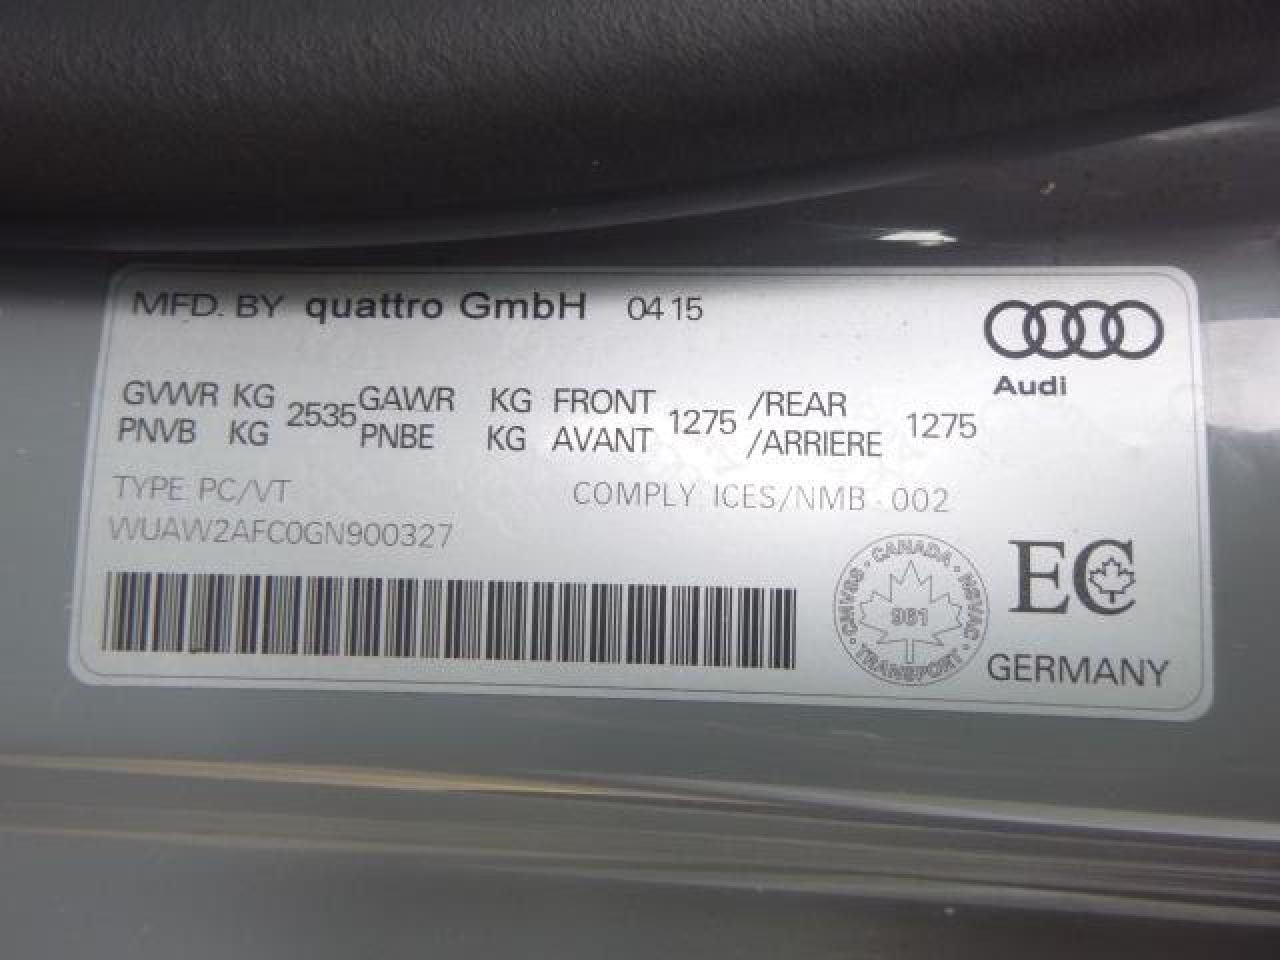 MFD. BY quattro GmbH 04 15
Audi
GVWR KG 2535 GAWR KG FRONT 1275 /REAR 1275
PNVB KG PNBE KG AVANT /ARRIERE
TYPE PC/VT COMPLY ICES/NMB - 002
WUAW2AFC0GN900327
CANADA · NSVAC · TRANSPORT · CMVSS ·
961
EC
GERMANY